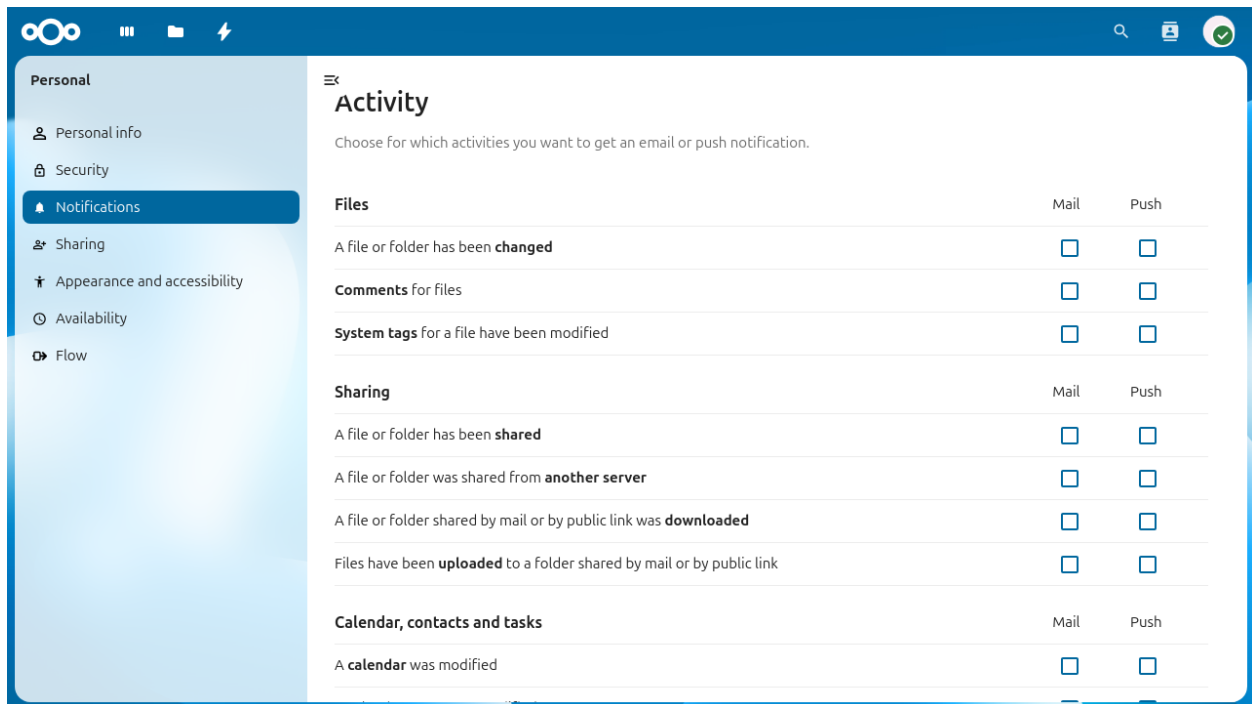 Personal
Personal info
Security
Notifications
Sharing
Appearance and accessibility
Availability
Flow
Activity
Choose for which activities you want to get an email or push notification.
Files Mail Push
A file or folder has been changed
Comments for files
System tags for a file have been modified
Sharing Mail Push
A file or folder has been shared
A file or folder was shared from another server
A file or folder shared by mail or by public link was downloaded
Files have been uploaded to a folder shared by mail or by public link
Calendar, contacts and tasks Mail Push
A calendar was modified